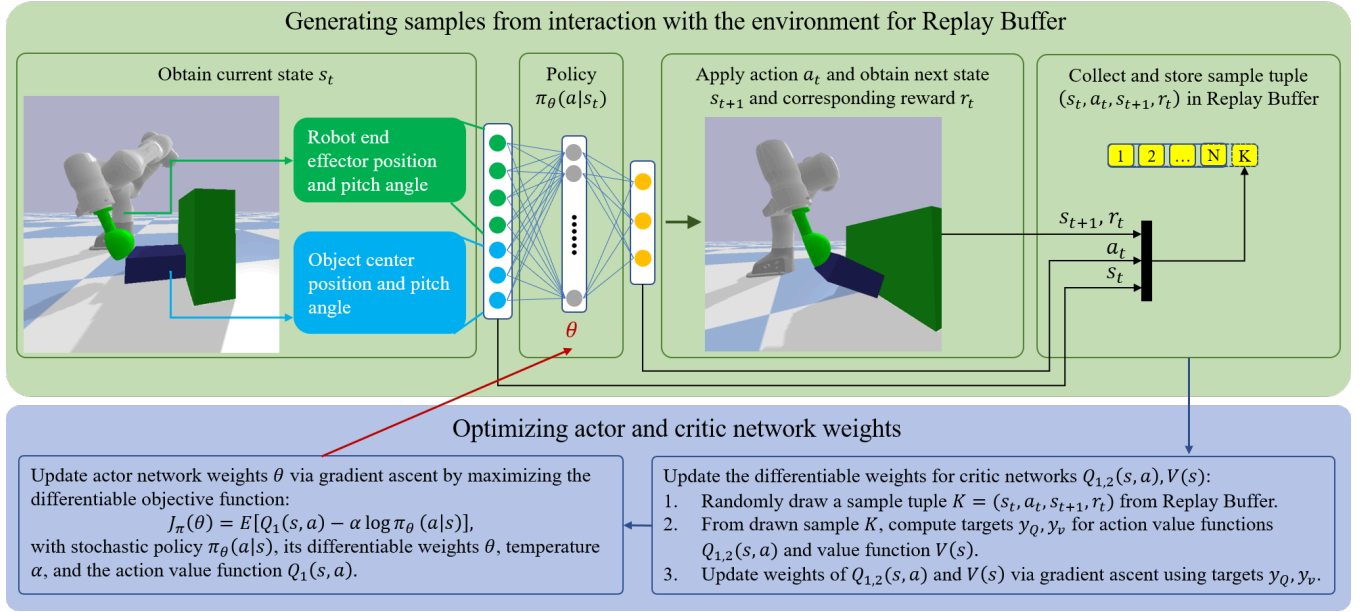 Generating samples from interaction with the environment for Replay Buffer
Obtain current state s_t
Robot end
effector position
and pitch angle
Object center
position and pitch
angle
Policy
π_θ(a|s_t)
θ
Apply action a_t and obtain next state
s_{t+1} and corresponding reward r_t
Collect and store sample tuple
(s_t, a_t, s_{t+1}, r_t) in Replay Buffer
1 2 ... N K
s_{t+1}, r_t
a_t
s_t
Optimizing actor and critic network weights
Update actor network weights θ via gradient ascent by maximizing the
differentiable objective function:
J_π(θ) = E[Q_1(s, a) − α log π_θ (a|s)],
with stochastic policy π_θ(a|s), its differentiable weights θ, temperature
α, and the action value function Q_1(s, a).
Update the differentiable weights for critic networks Q_{1,2}(s, a), V(s):
1. Randomly draw a sample tuple K = (s_t, a_t, s_{t+1}, r_t) from Replay Buffer.
2. From drawn sample K, compute targets y_Q, y_v for action value functions
Q_{1,2}(s, a) and value function V(s).
3. Update weights of Q_{1,2}(s, a) and V(s) via gradient ascent using targets y_Q, y_v.